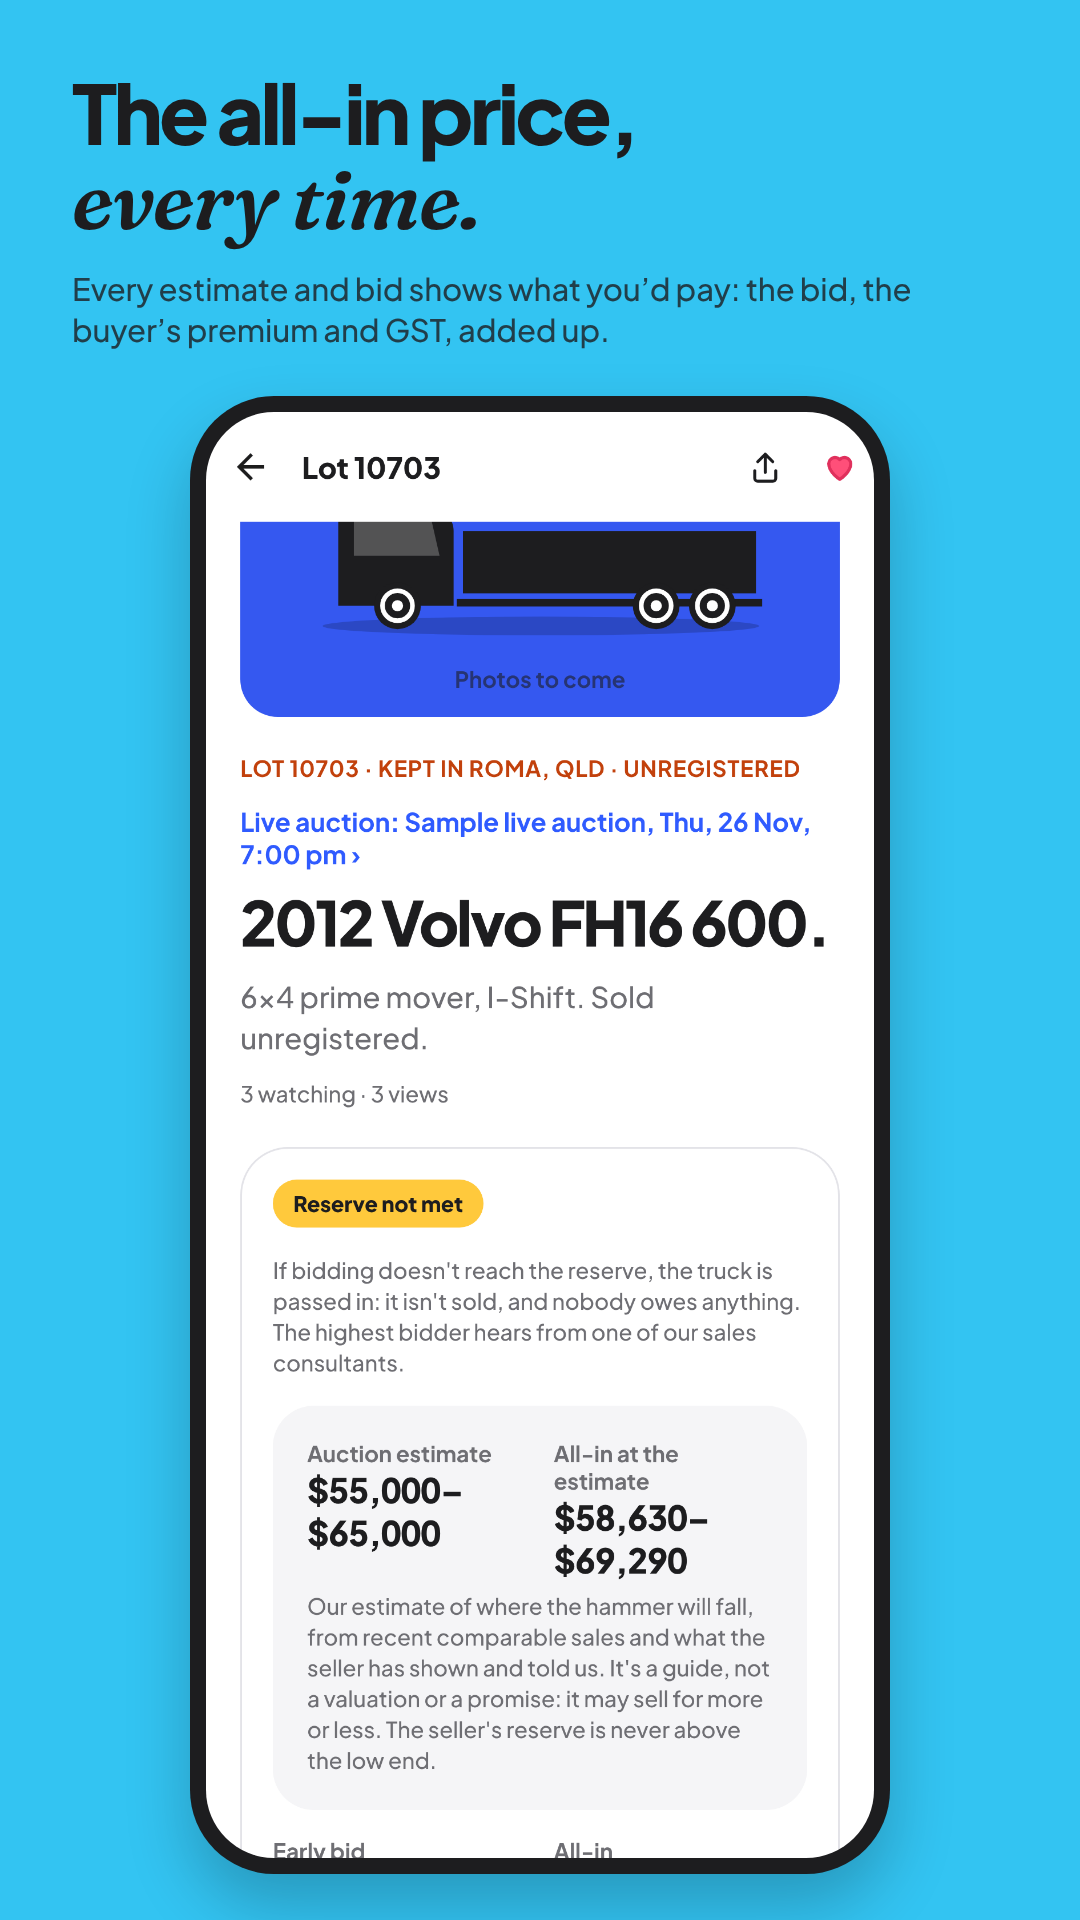 The all-in price,
every time.
Every estimate and bid shows what you’d pay: the bid, the
buyer’s premium and GST, added up.
Lot 10703
Photos to come
LOT 10703 · KEPT IN ROMA, QLD · UNREGISTERED
Live auction: Sample live auction, Thu, 26 Nov,
7:00 pm ›
2012 Volvo FH16 600.
6×4 prime mover, I-Shift. Sold
unregistered.
3 watching · 3 views
Reserve not met
If bidding doesn't reach the reserve, the truck is
passed in: it isn't sold, and nobody owes anything.
The highest bidder hears from one of our sales
consultants.
Auction estimate
$55,000–
$65,000
All-in at the
estimate
$58,630–
$69,290
Our estimate of where the hammer will fall,
from recent comparable sales and what the
seller has shown and told us. It's a guide, not
a valuation or a promise: it may sell for more
or less. The seller's reserve is never above
the low end.
Early bid
All-in